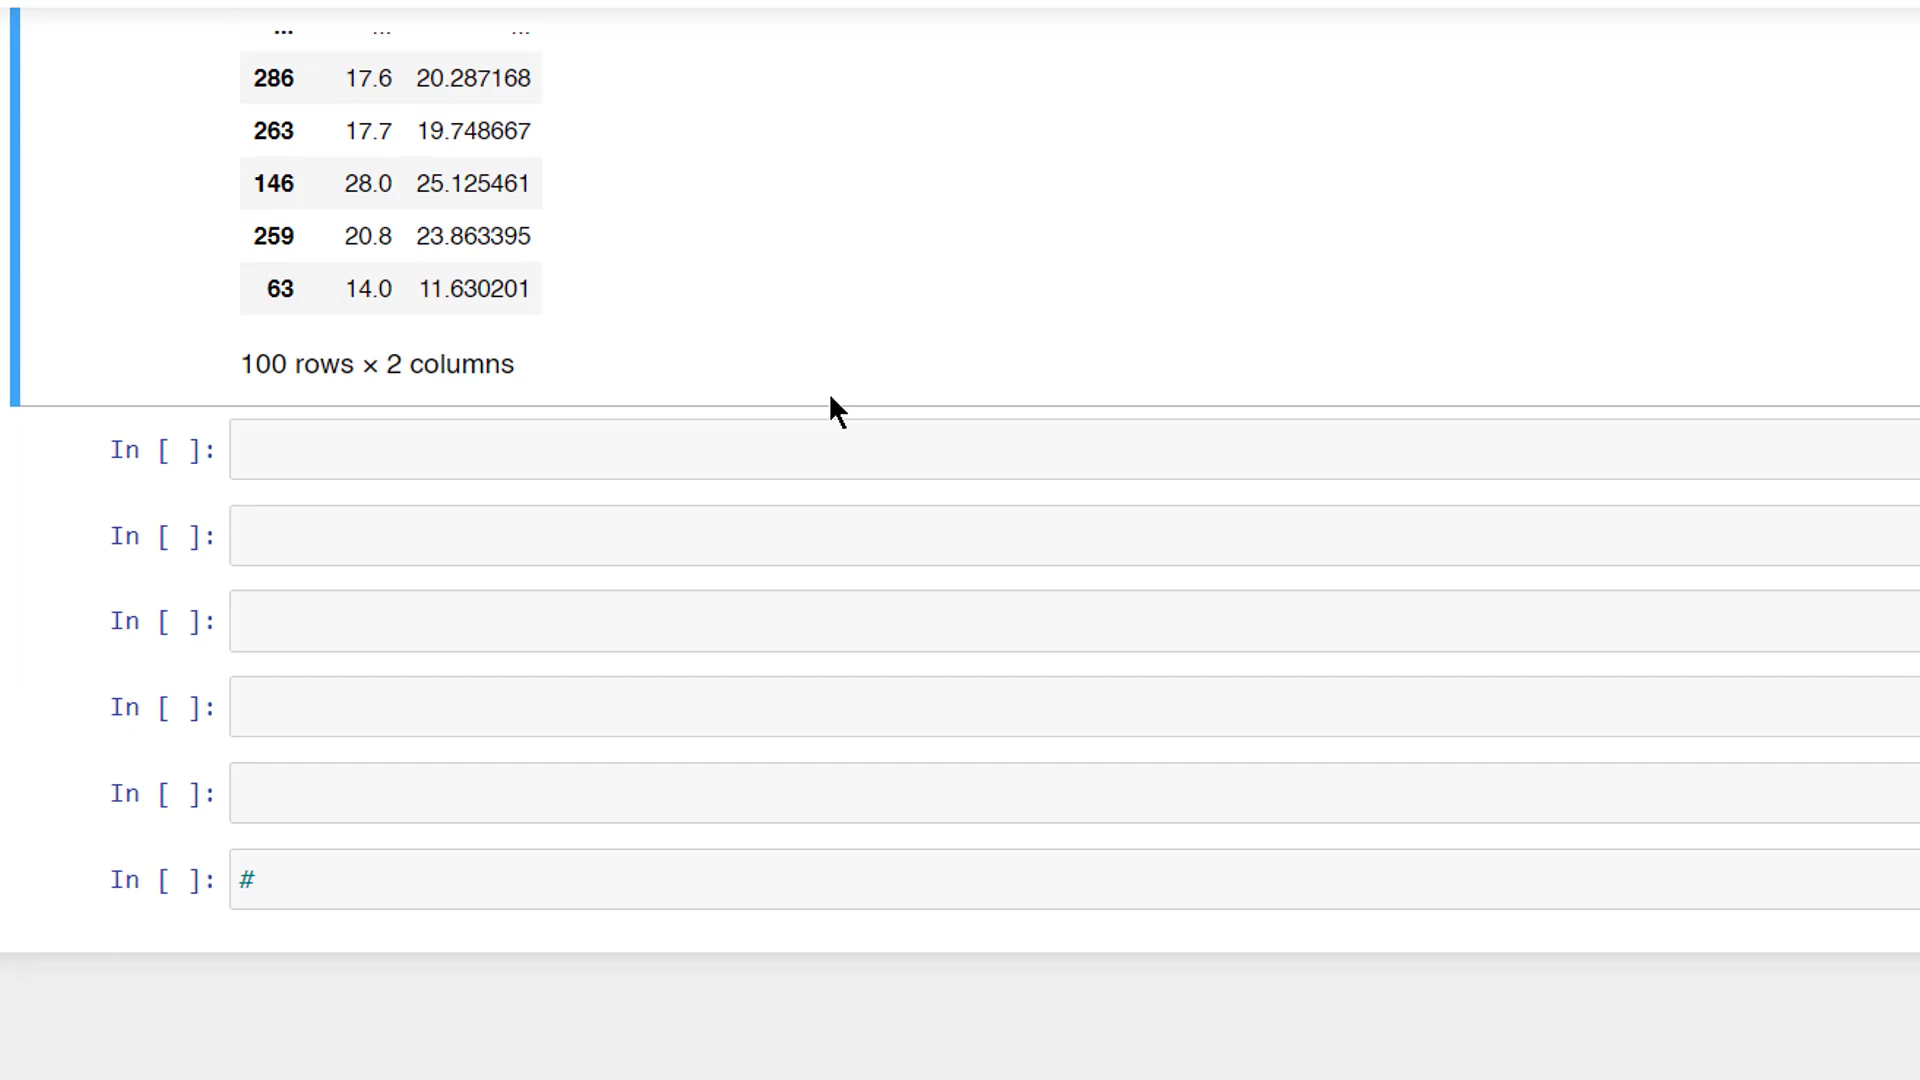 ... ... ...
286 17.6 20.287168
263 17.7 19.748667
146 28.0 25.125461
259 20.8 23.863395
63 14.0 11.630201
100 rows × 2 columns
In [ ]:
In [ ]:
In [ ]:
In [ ]:
In [ ]:
In [ ]: #